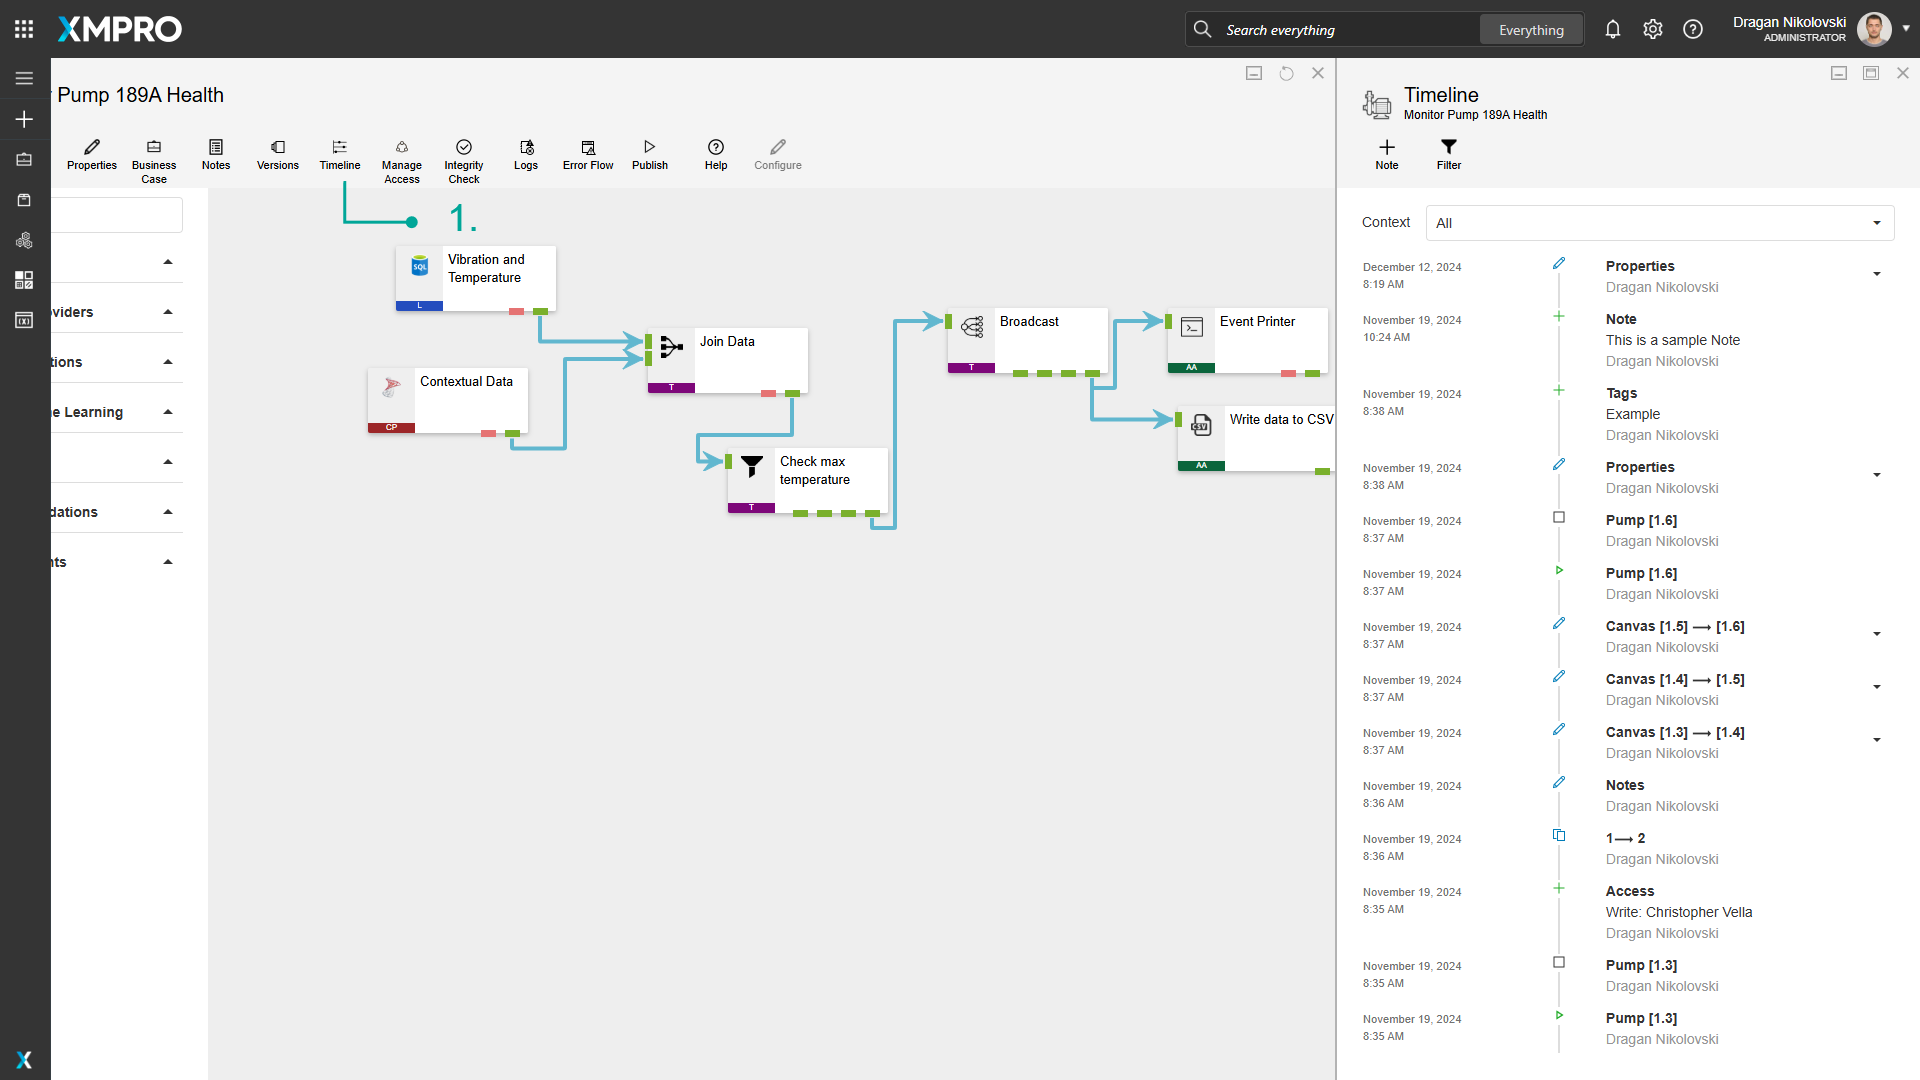 XMPRO
Search everything
Everything
Dragan Nikolovski
ADMINISTRATOR
Pump 189A Health
Properties
Business
Case
Notes
Versions
Timeline
Manage
Access
Integrity
Check
Logs
Error Flow
Publish
Help
Configure
1.
viders
tions
e Learning
dations
nts
SQL
Vibration and
Temperature
L
Contextual Data
CP
Join Data
T
Check max
temperature
T
Broadcast
T
Event Printer
AA
Write data to CSV
CSV
AA
Timeline
Monitor Pump 189A Health
Note
Filter
Context
All
December 12, 2024
8:19 AM
Properties
Dragan Nikolovski
November 19, 2024
10:24 AM
Note
This is a sample Note
Dragan Nikolovski
November 19, 2024
8:38 AM
Tags
Example
Dragan Nikolovski
November 19, 2024
8:38 AM
Properties
Dragan Nikolovski
November 19, 2024
8:37 AM
Pump [1.6]
Dragan Nikolovski
November 19, 2024
8:37 AM
Pump [1.6]
Dragan Nikolovski
November 19, 2024
8:37 AM
Canvas [1.5] ⟶ [1.6]
Dragan Nikolovski
November 19, 2024
8:37 AM
Canvas [1.4] ⟶ [1.5]
Dragan Nikolovski
November 19, 2024
8:37 AM
Canvas [1.3] ⟶ [1.4]
Dragan Nikolovski
November 19, 2024
8:36 AM
Notes
Dragan Nikolovski
November 19, 2024
8:36 AM
1⟶ 2
Dragan Nikolovski
November 19, 2024
8:35 AM
Access
Write: Christopher Vella
Dragan Nikolovski
November 19, 2024
8:35 AM
Pump [1.3]
Dragan Nikolovski
November 19, 2024
8:35 AM
Pump [1.3]
Dragan Nikolovski